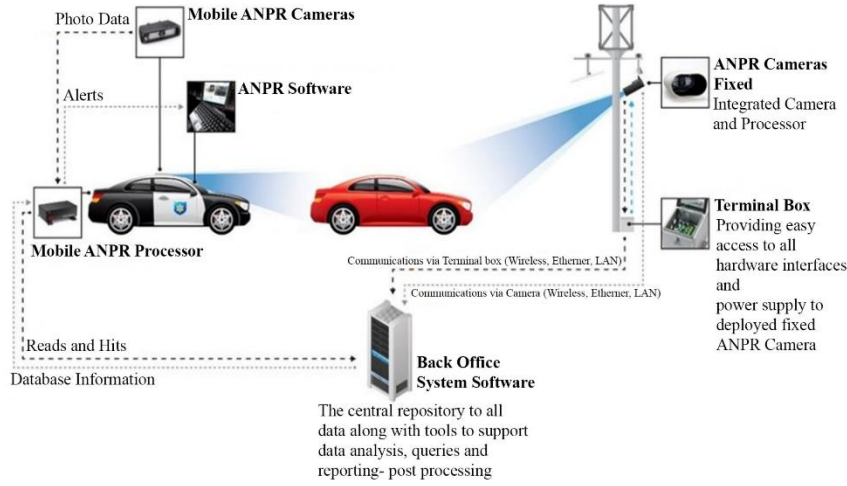 Photo Data
Mobile ANPR Cameras
Alerts
ANPR Software
ANPR Cameras
Fixed
Integrated Camera
and Processor
Mobile ANPR Processor
Terminal Box
Providing easy
access to all
hardware interfaces
and
power supply to
deployed fixed
ANPR Camera
Communications via Terminal box (Wireless, Etherner, LAN)
Communications via Camera (Wireless, Etherner, LAN)
Reads and Hits
Database Information
Back Office
System Software
The central repository to all
data along with tools to support
data analysis, queries and
reporting- post processing